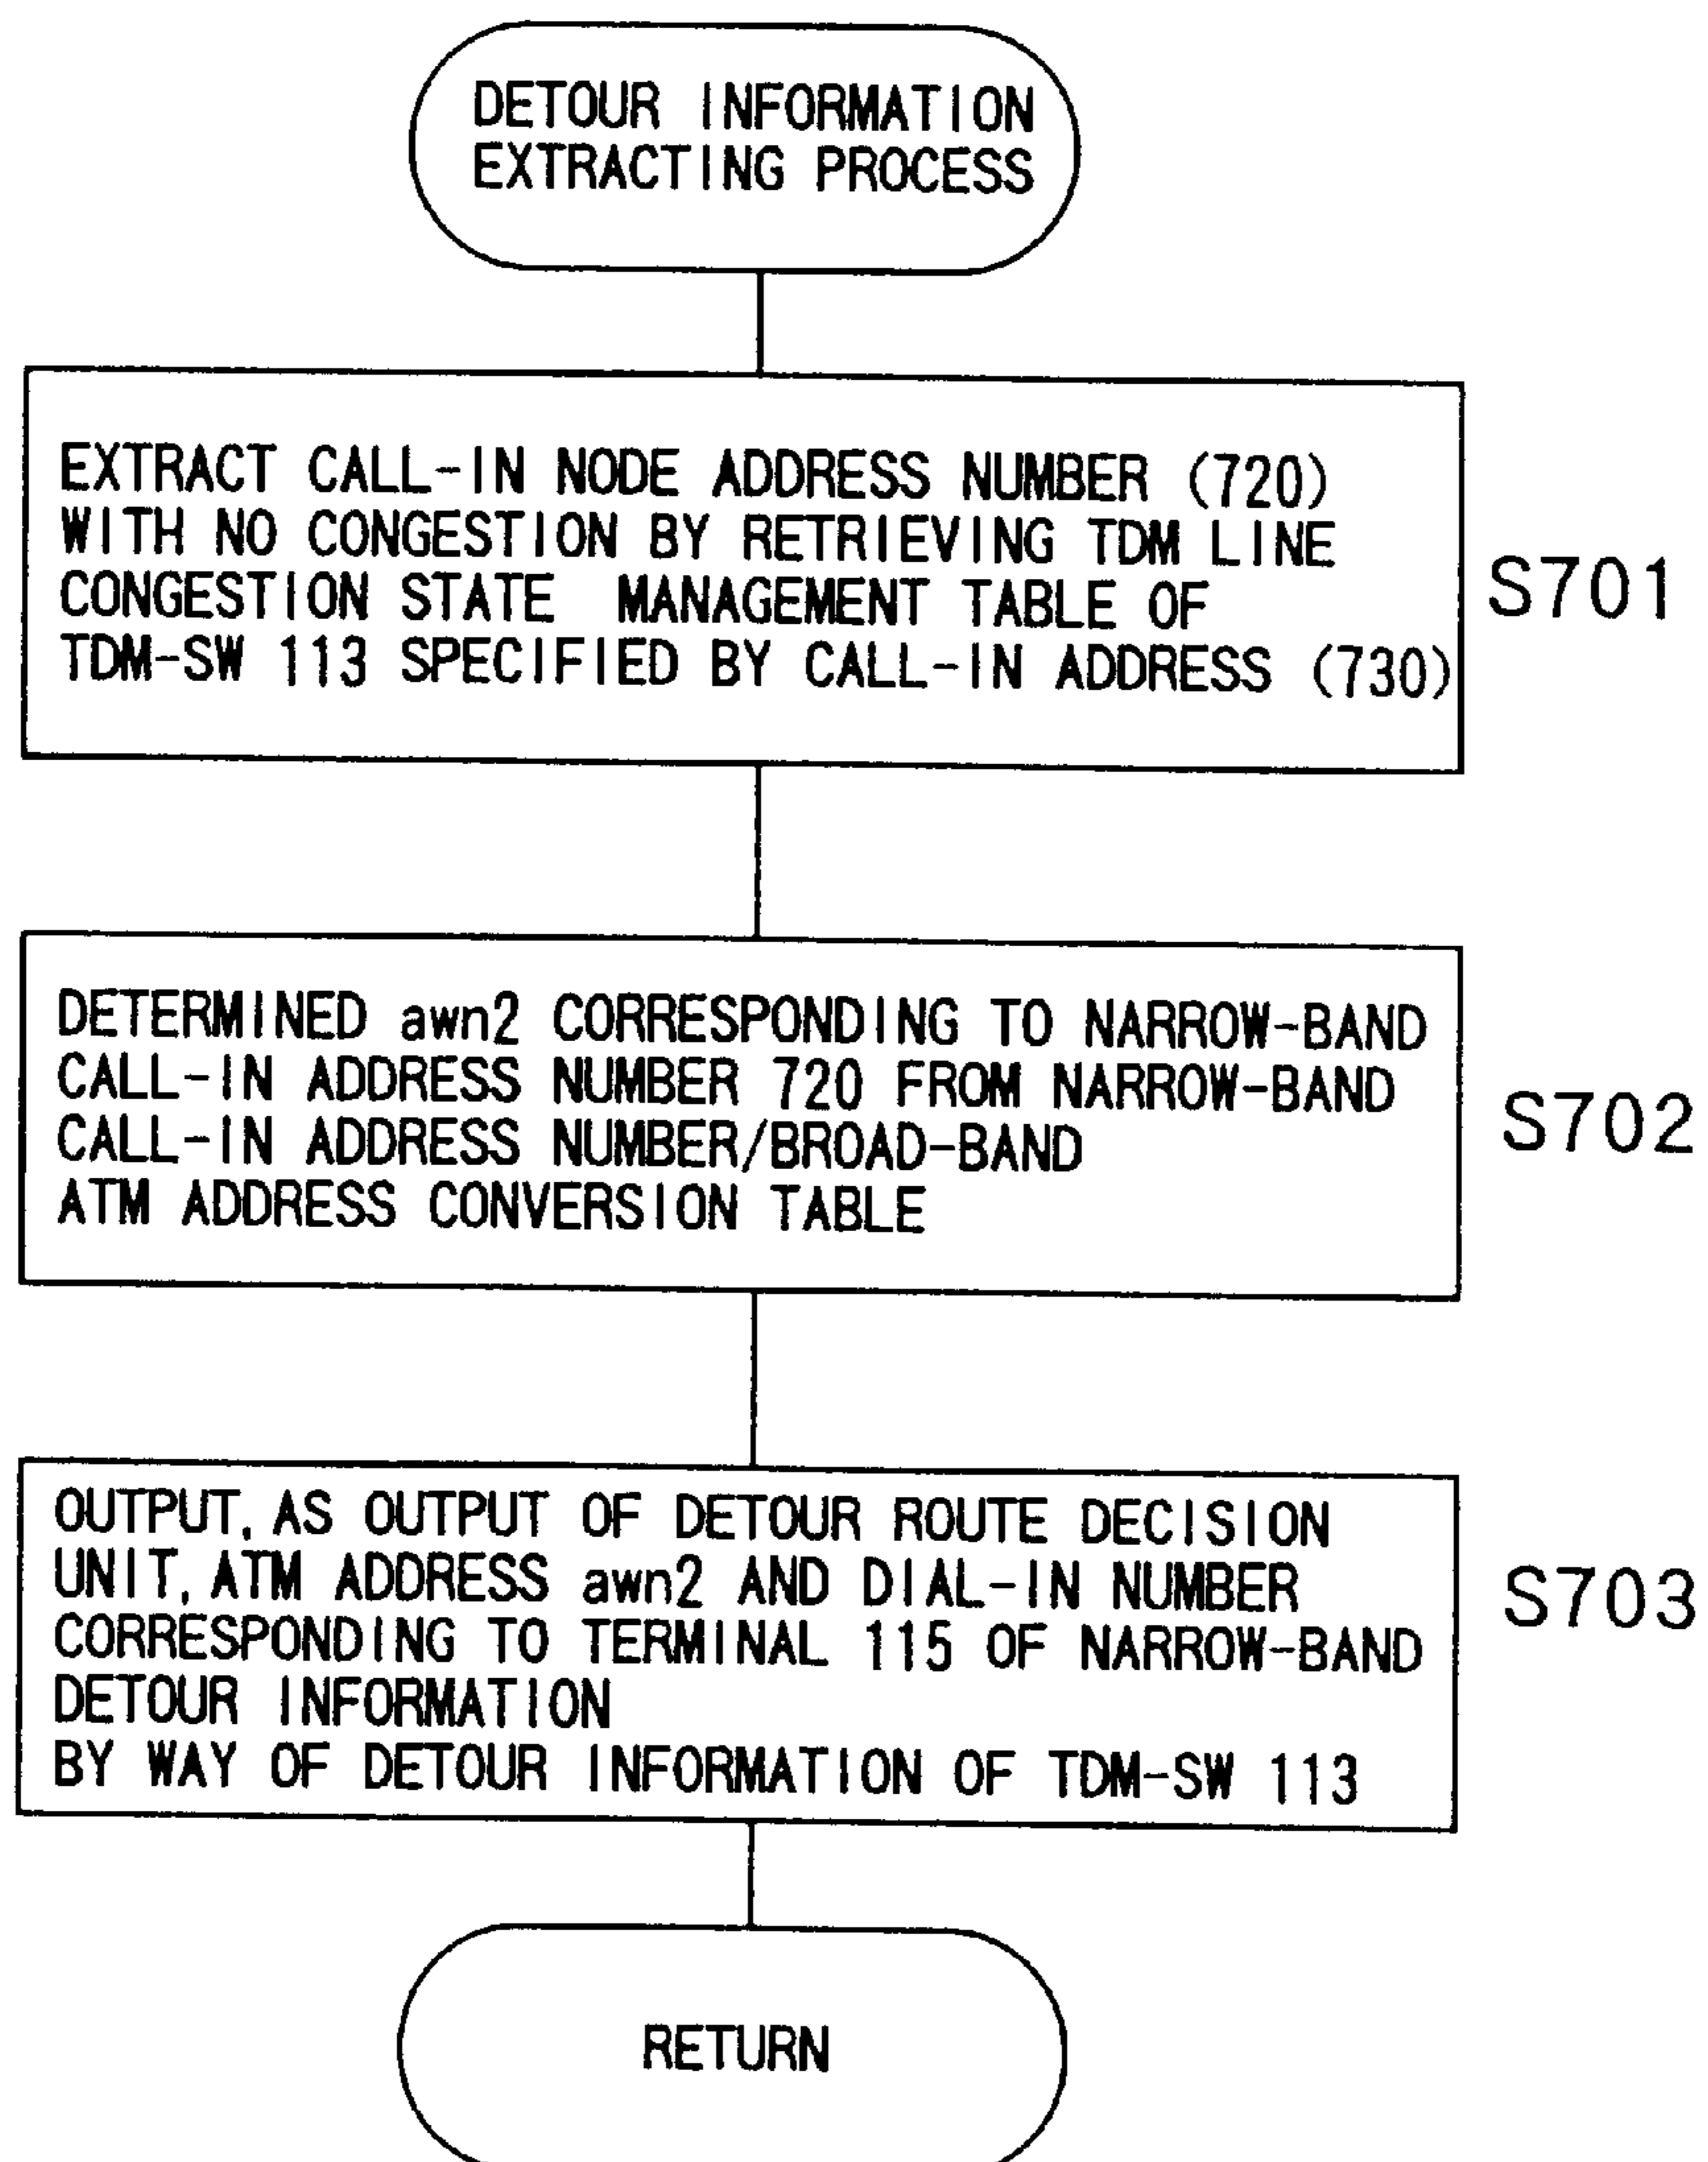 DETOUR INFORMATION
EXTRACTING PROCESS
EXTRACT CALL-IN NODE ADDRESS NUMBER (720)
WITH NO CONGESTION BY RETRIEVING TDM LINE
CONGESTION STATE MANAGEMENT TABLE OF
TDM-SW 113 SPECIFIED BY CALL-IN ADDRESS (730)
S701
DETERMINED awn2 CORRESPONDING TO NARROW-BAND
CALL-IN ADDRESS NUMBER 720 FROM NARROW-BAND
CALL-IN ADDRESS NUMBER/BROAD-BAND
ATM ADDRESS CONVERSION TABLE
S702
OUTPUT, AS OUTPUT OF DETOUR ROUTE DECISION
UNIT, ATM ADDRESS awn2 AND DIAL-IN NUMBER
CORRESPONDING TO TERMINAL 115 OF NARROW-BAND
DETOUR INFORMATION
BY WAY OF DETOUR INFORMATION OF TDM-SW 113
S703
RETURN